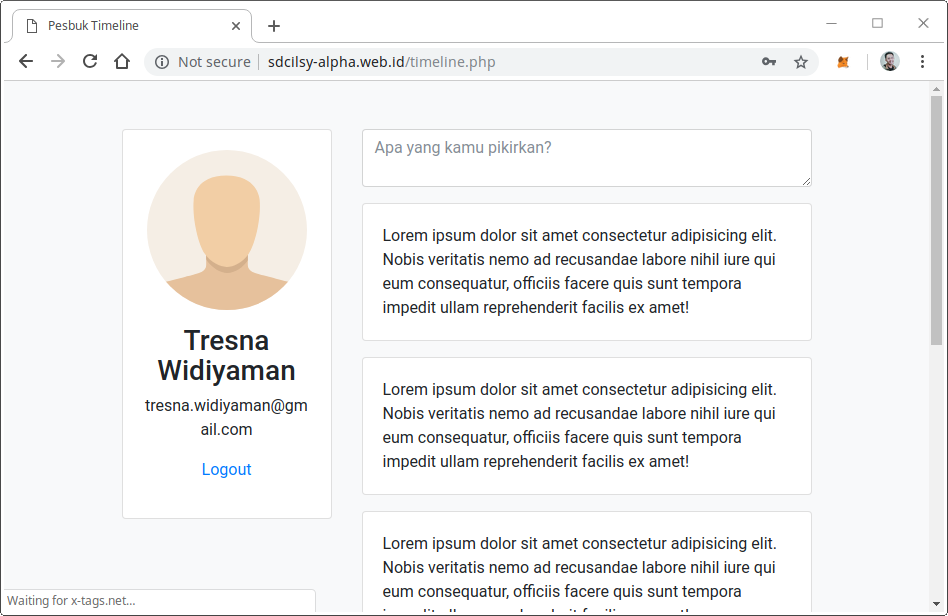 Pesbuk Timeline
Not secure sdcilsy-alpha.web.id/timeline.php
Tresna
Widiyaman
tresna.widiyaman@gm
ail.com
Logout
Apa yang kamu pikirkan?
Lorem ipsum dolor sit amet consectetur adipisicing elit.
Nobis veritatis nemo ad recusandae labore nihil iure qui
eum consequatur, officiis facere quis sunt tempora
impedit ullam reprehenderit facilis ex amet!
Lorem ipsum dolor sit amet consectetur adipisicing elit.
Nobis veritatis nemo ad recusandae labore nihil iure qui
eum consequatur, officiis facere quis sunt tempora
impedit ullam reprehenderit facilis ex amet!
Lorem ipsum dolor sit amet consectetur adipisicing elit.
Nobis veritatis nemo ad recusandae labore nihil iure qui
eum consequatur, officiis facere quis sunt tempora
Waiting for x-tags.net...